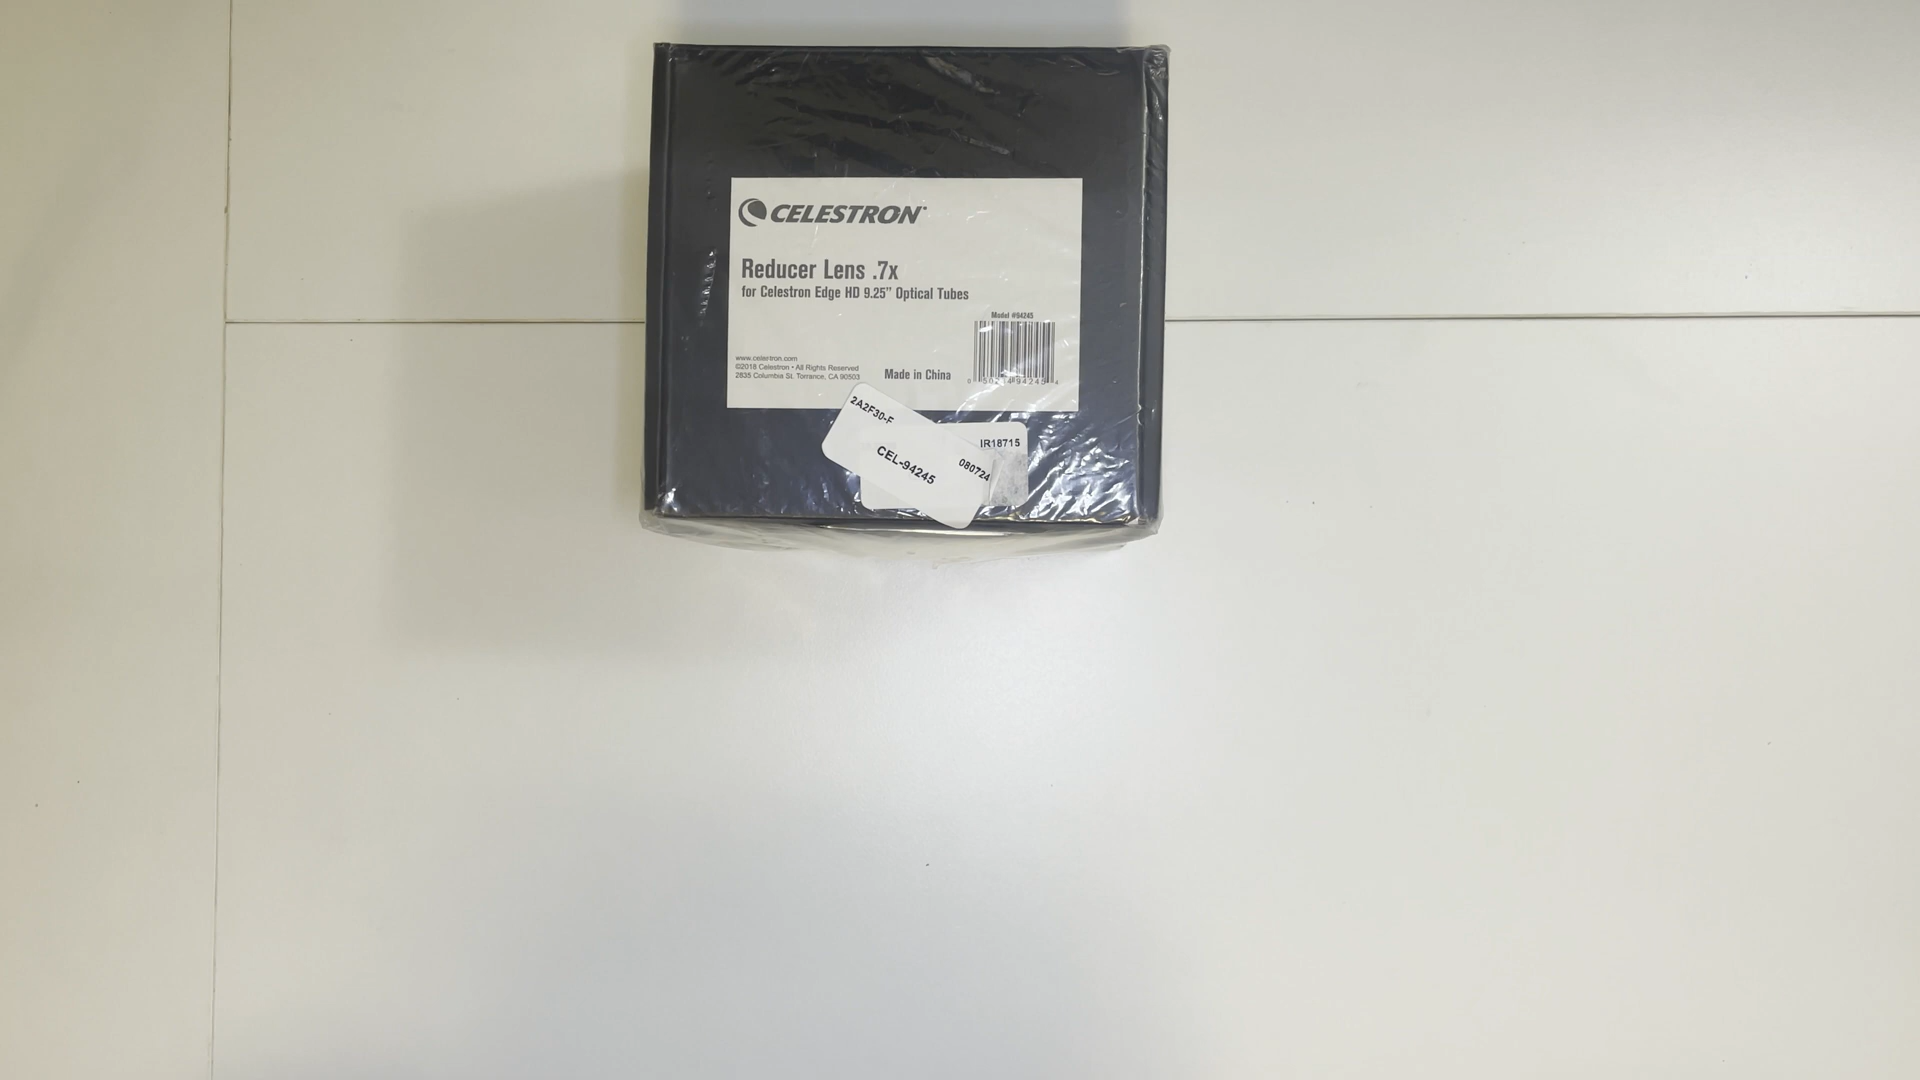 CELESTRON
Reducer Lens .7x
for Celestron Edge HD 9.25" Optical Tubes
Model #94245
www.celestron.com
©2018 Celestron • All Rights Reserved
2835 Columbia St. Torrance, CA 90503
Made in China
2A2F30-F
IR18715
CEL-94245
080724